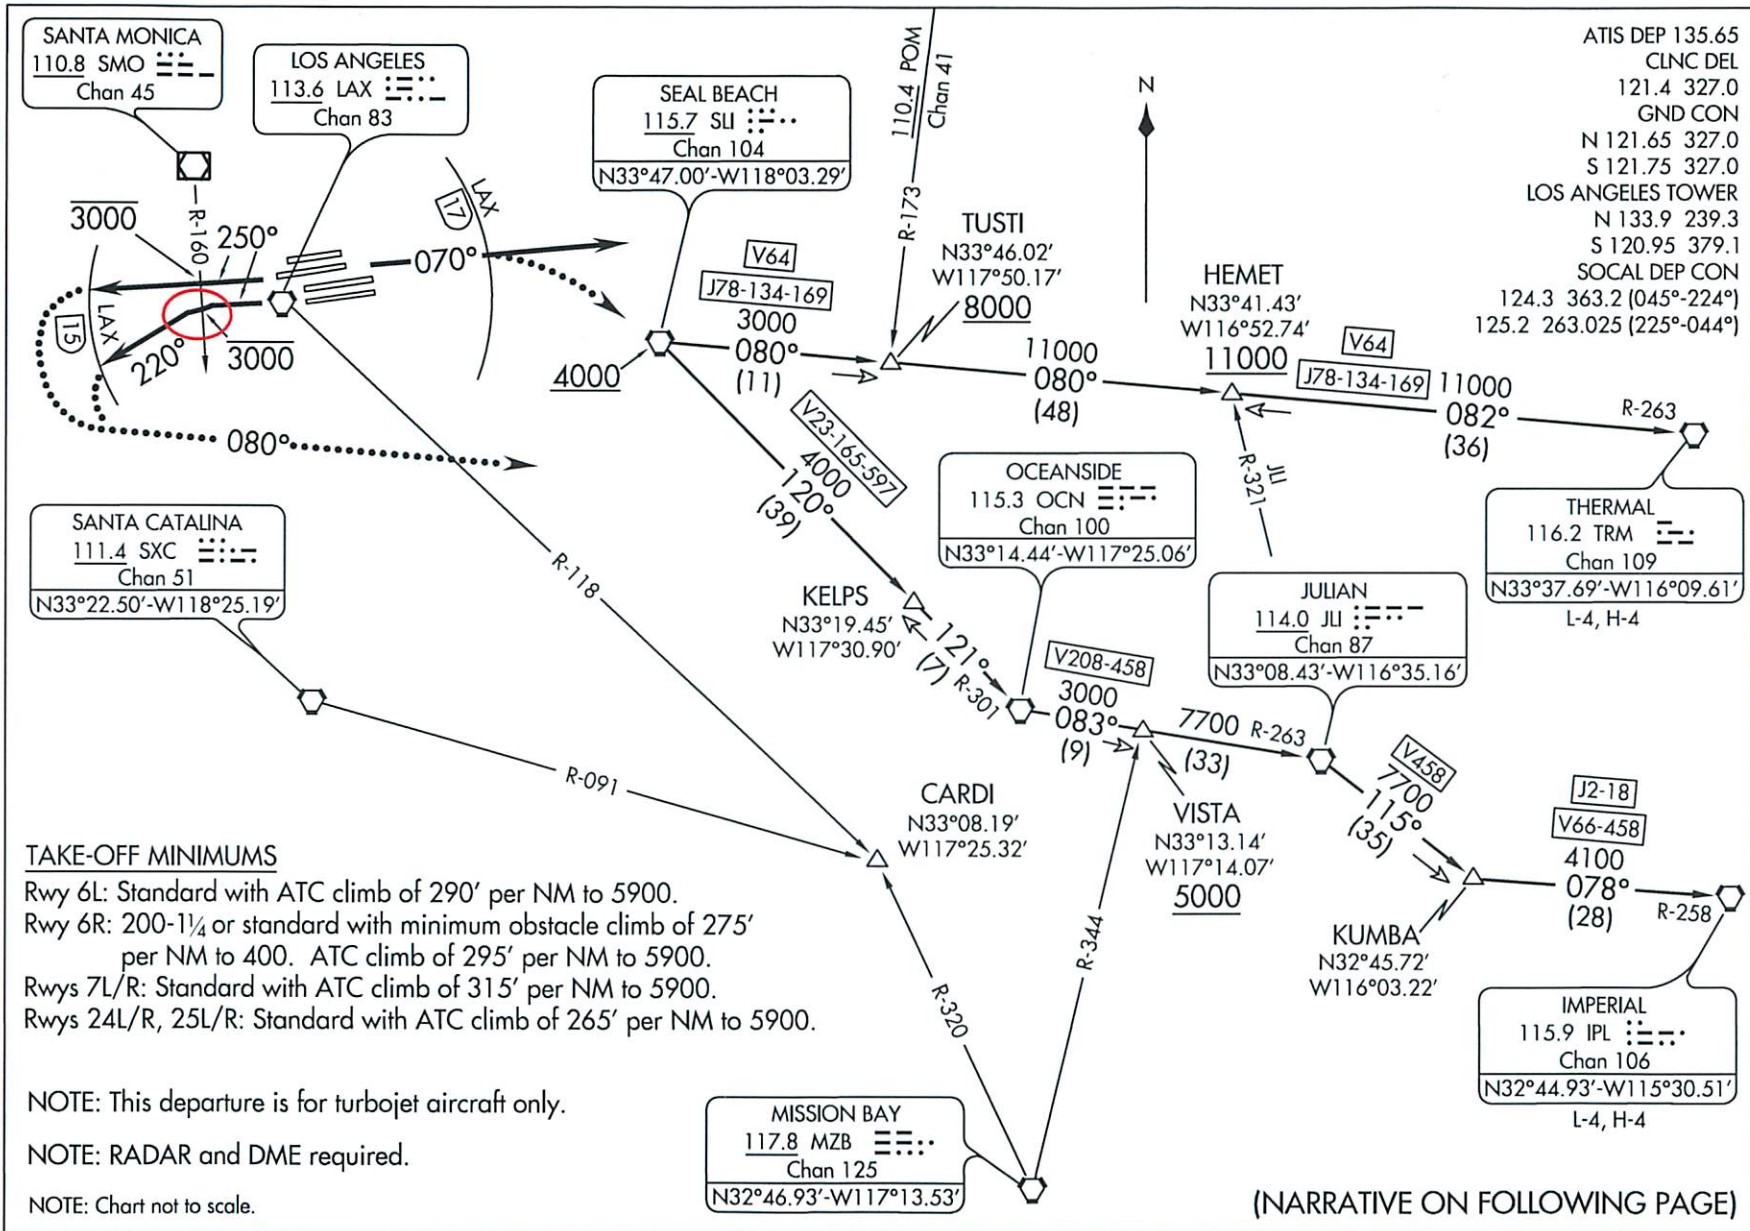 SANTA MONICA
110.8 SMO
Chan 45
LOS ANGELES
113.6 LAX
Chan 83
SEAL BEACH
115.7 SLI
Chan 104
N33°47.00′-W118°03.29′
110.4 POM
Chan 41
R-173
N
ATIS DEP 135.65
CLNC DEL
121.4 327.0
GND CON
N 121.65 327.0
S 121.75 327.0
LOS ANGELES TOWER
N 133.9 239.3
S 120.95 379.1
SOCAL DEP CON
124.3 363.2 (045°-224°)
125.2 263.025 (225°-044°)
3000
R-160
250°
LAX
17
070°
LAX
15
220°
3000
080°
V64
J78-134-169
3000
080°
(11)
4000
TUSTI
N33°46.02′
W117°50.17′
8000
11000
080°
(48)
HEMET
N33°41.43′
W116°52.74′
11000
V64
J78-134-169
11000
082°
(36)
R-263
JLI
R-321
THERMAL
116.2 TRM
Chan 109
N33°37.69′-W116°09.61′
L-4, H-4
V23-165-597
4000
120°
(39)
OCEANSIDE
115.3 OCN
Chan 100
N33°14.44′-W117°25.06′
SANTA CATALINA
111.4 SXC
Chan 51
N33°22.50′-W118°25.19′
R-118
R-091
KELPS
N33°19.45′
W117°30.90′
121°
(7)
R-301
V208-458
3000
083°
(9)
7700
R-263
(33)
JULIAN
114.0 JLI
Chan 87
N33°08.43′-W116°35.16′
CARDI
N33°08.19′
W117°25.32′
VISTA
N33°13.14′
W117°14.07′
5000
V458
7700
115°
(35)
J2-18
V66-458
4100
078°
(28)
R-258
KUMBA
N32°45.72′
W116°03.22′
IMPERIAL
115.9 IPL
Chan 106
N32°44.93′-W115°30.51′
L-4, H-4
R-344
R-320
MISSION BAY
117.8 MZB
Chan 125
N32°46.93′-W117°13.53′
TAKE-OFF MINIMUMS
Rwy 6L: Standard with ATC climb of 290′ per NM to 5900.
Rwy 6R: 200-1¼ or standard with minimum obstacle climb of 275′
per NM to 400. ATC climb of 295′ per NM to 5900.
Rwys 7L/R: Standard with ATC climb of 315′ per NM to 5900.
Rwys 24L/R, 25L/R: Standard with ATC climb of 265′ per NM to 5900.
NOTE: This departure is for turbojet aircraft only.
NOTE: RADAR and DME required.
NOTE: Chart not to scale.
(NARRATIVE ON FOLLOWING PAGE)